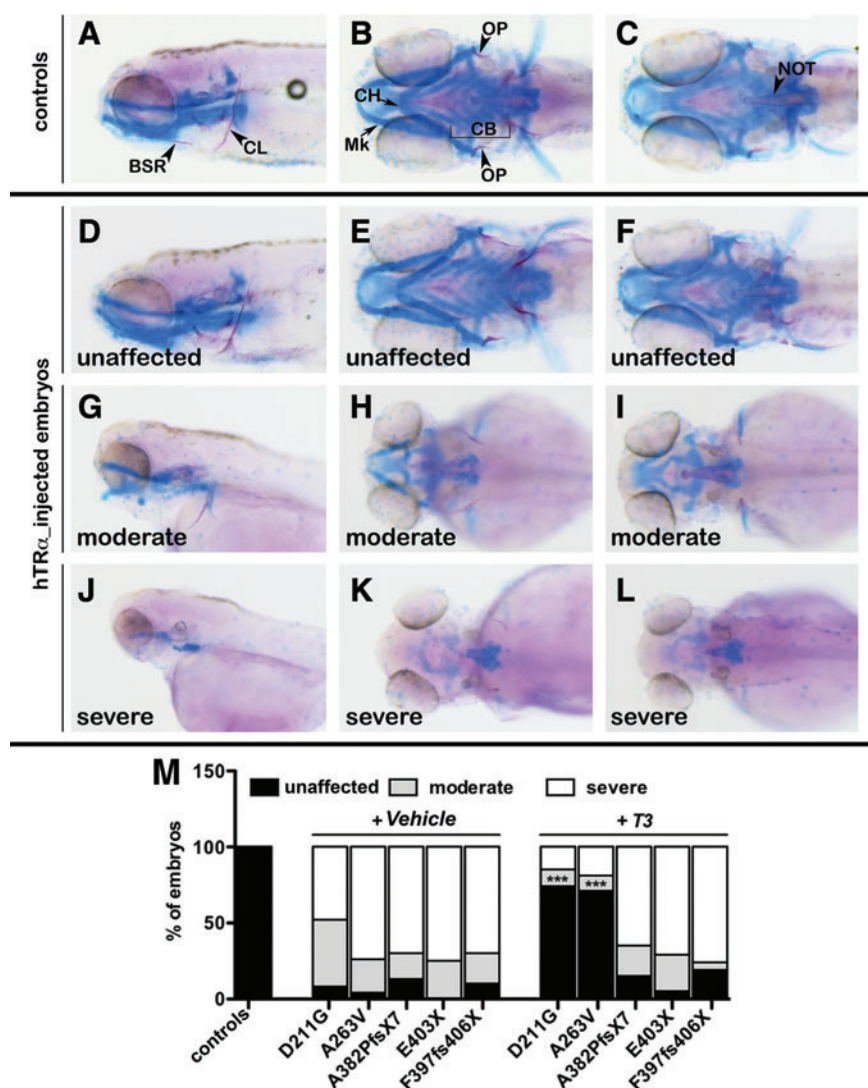 A
B
C
OP
NOT
CH
CB
Mk
BSR
CL
OP
controls
D
E
F
unaffected
unaffected
unaffected
G
H
I
moderate
moderate
moderate
J
K
L
severe
severe
severe
hTRα_injected embryos
M
150
unaffected
moderate
severe
+ Vehicle
+ T3
100
*** ***
50
0
% of embryos
controls
D211G
A263V
A382PfsX7
E403X
F397fs406X
D211G
A263V
A382PfsX7
E403X
F397fs406X